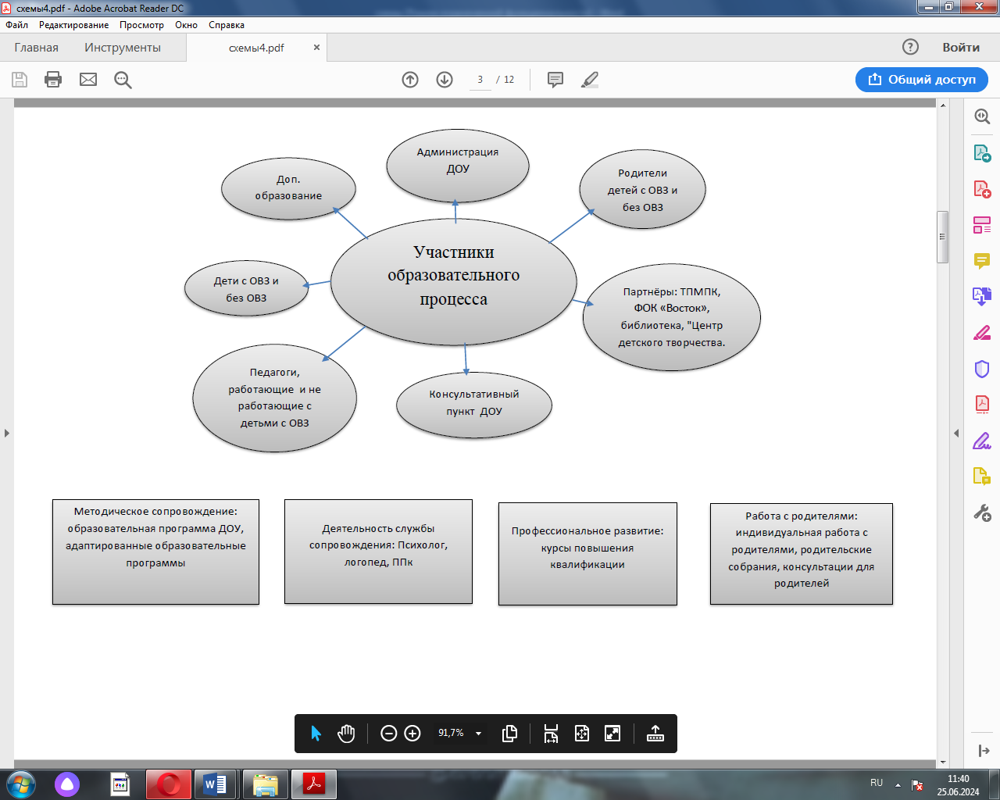 схемы4.pdf - Adobe Acrobat Reader DC
Файл Редактирование Просмотр Окно Справка
Главная Инструменты схемы4.pdf × ? Войти
3 / 12 Общий доступ
Администрация
ДОУ
Доп.
образование
Родители
детей с ОВЗ и
без ОВЗ
Участники
образовательного
процесса
Дети с ОВЗ и
без ОВЗ
Партнёры: ТПМПК,
ФОК «Восток»,
библиотека, "Центр
детского творчества.
Педагоги,
работающие и не
работающие с
детьми с ОВЗ
Консультативный
пункт ДОУ
Методическое сопровождение:
образовательная программа ДОУ,
адаптированные образовательные
программы
Деятельность службы
сопровождения: Психолог,
логопед, ППк
Профессиональное развитие:
курсы повышения
квалификации
Работа с родителями:
индивидуальная работа с
родителями, родительские
собрания, консультации для
родителей
91,7%
RU
11:40
25.06.2024